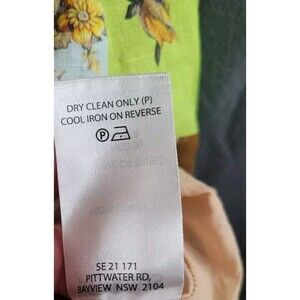 DRY CLEAN ONLY (P)
COOL IRON ON REVERSE
P
SE 21 171
PITTWATER RD,
BAYVIEW NSW 2104